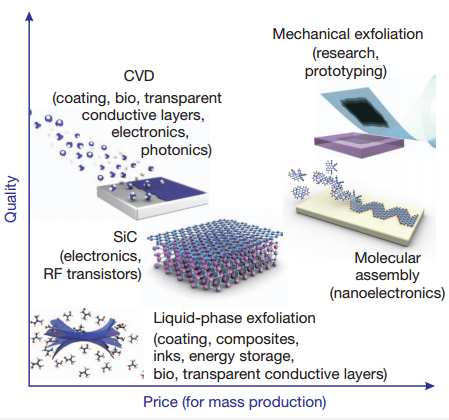 Mechanical exfoliation
(research,
prototyping)
CVD
(coating, bio, transparent
conductive layers,
electronics,
photonics)
Quality
SiC
(electronics,
RF transistors)
Molecular
assembly
(nanoelectronics)
Liquid-phase exfoliation
(coating, composites,
inks, energy storage,
bio, transparent conductive layers)
Price (for mass production)